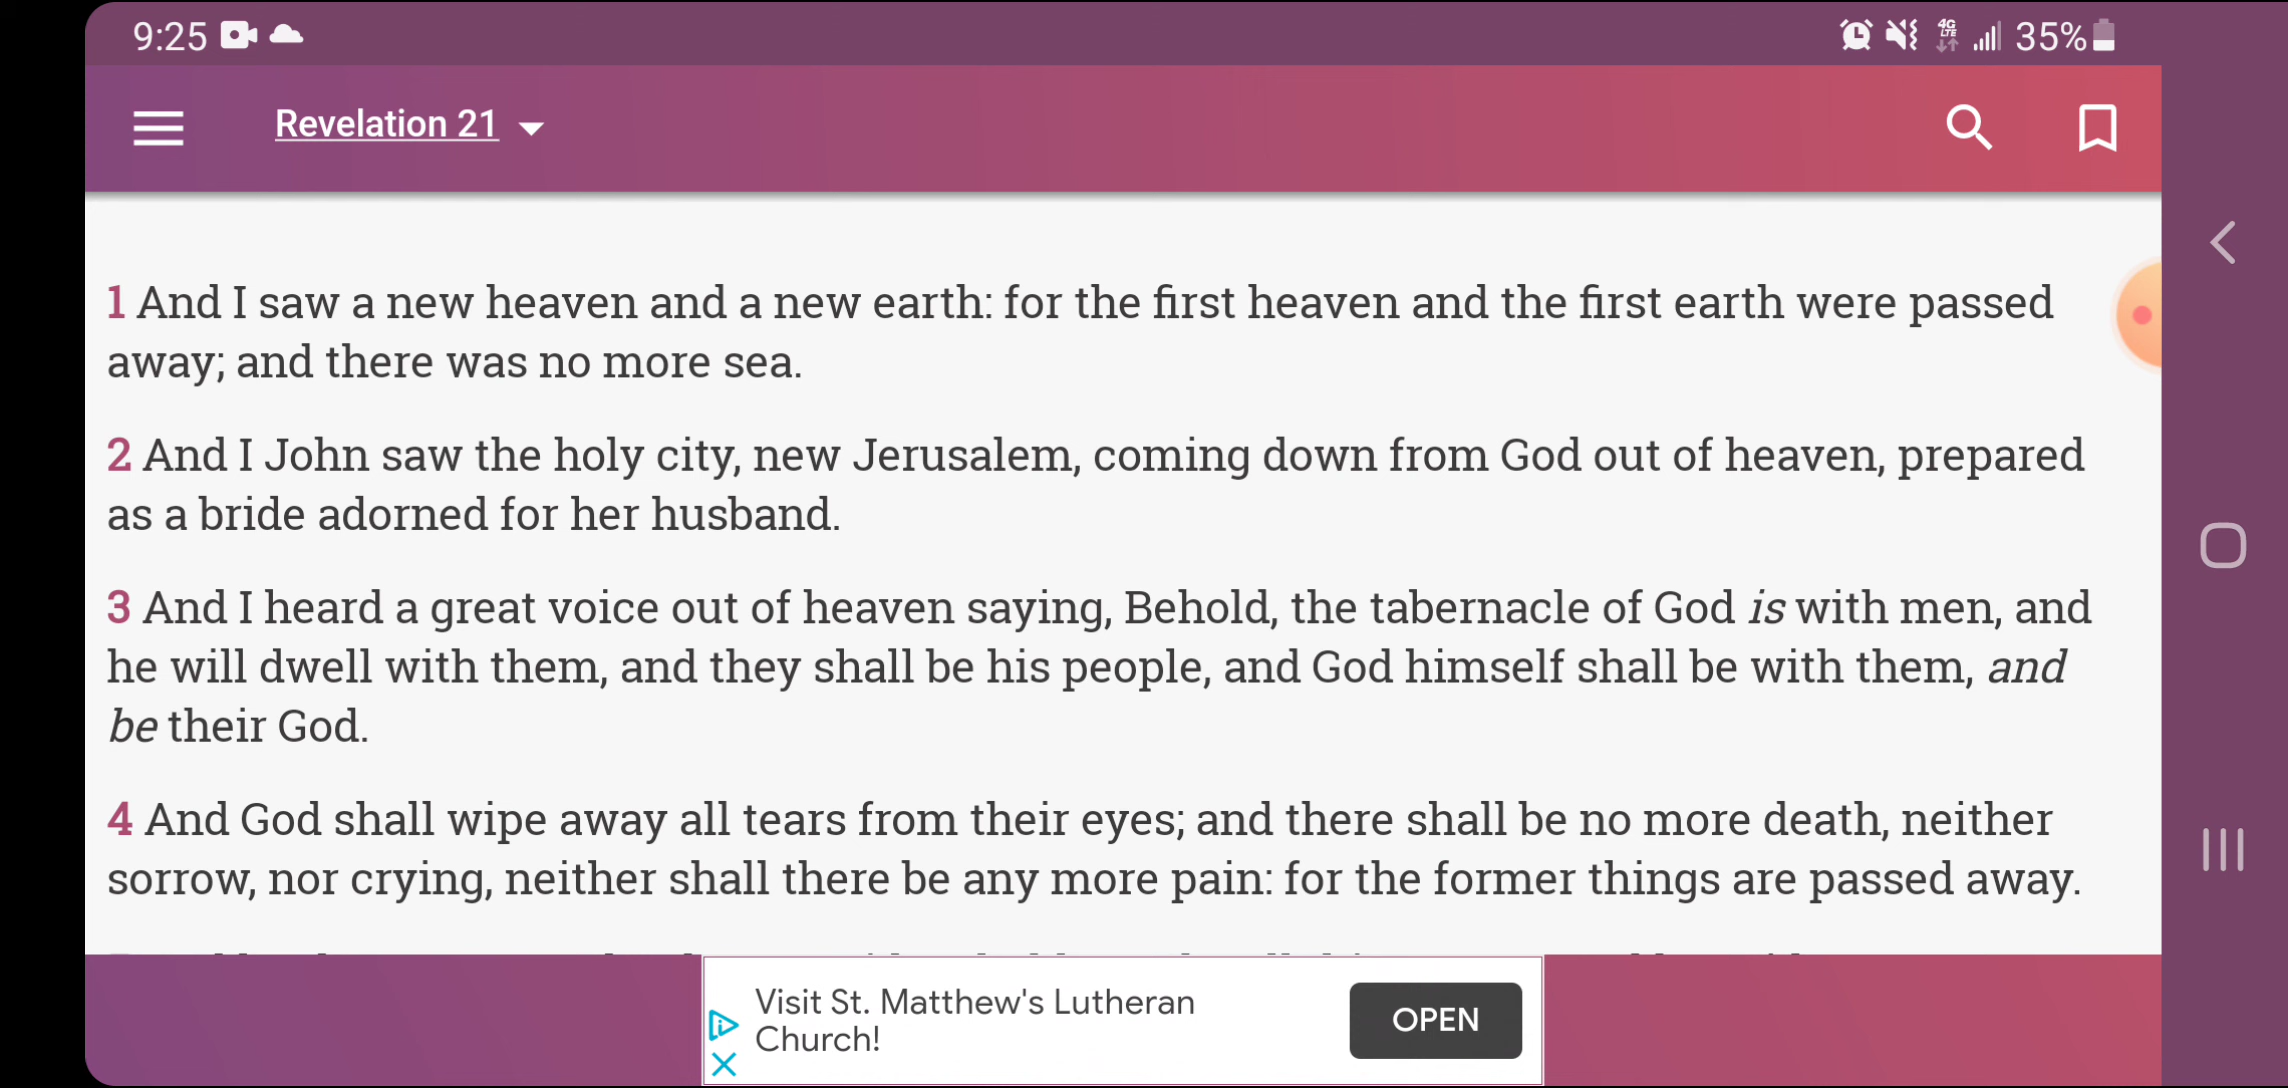 9:25
4G LTE 35%
Revelation 21
1 And I saw a new heaven and a new earth: for the first heaven and the first earth were passed
away; and there was no more sea.
2 And I John saw the holy city, new Jerusalem, coming down from God out of heaven, prepared
as a bride adorned for her husband.
3 And I heard a great voice out of heaven saying, Behold, the tabernacle of God is with men, and
he will dwell with them, and they shall be his people, and God himself shall be with them, and
be their God.
4 And God shall wipe away all tears from their eyes; and there shall be no more death, neither
sorrow, nor crying, neither shall there be any more pain: for the former things are passed away.
Visit St. Matthew's Lutheran
Church!
OPEN